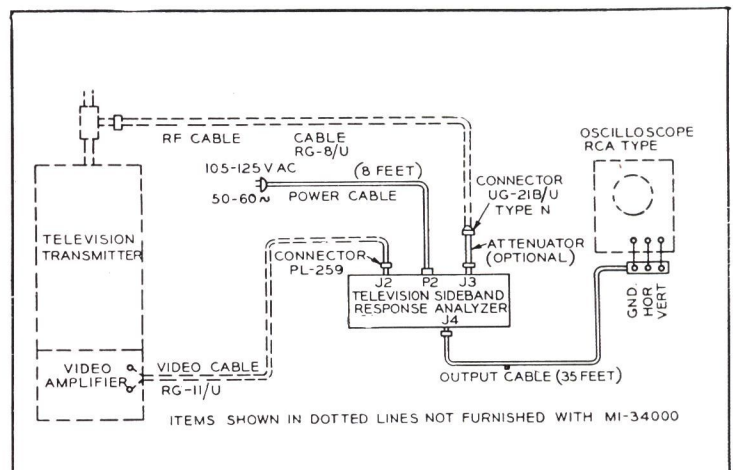 RF CABLE
CABLE
RG-8/U
OSCILLOSCOPE
RCA TYPE
105-125 V AC
(8 FEET)
50-60~
POWER CABLE
CONNECTOR
UG-21B/U
TYPE N
TELEVISION
TRANSMITTER
CONNECTOR
PL-259
ATTENUATOR
(OPTIONAL)
J2
P2
J3
TELEVISION SIDEBAND
RESPONSE ANALYZER
J4
GND.
HOR
VERT
VIDEO
AMPLIFIER
VIDEO CABLE
RG-11/U
OUTPUT CABLE (35 FEET)
ITEMS SHOWN IN DOTTED LINES NOT FURNISHED WITH MI-34000